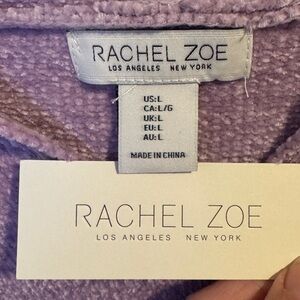 RACHEL ZOE
LOS ANGELES NEW YORK
US:L
CA:L/G
UK:L
EU:L
AU:L
MADE IN CHINA
RACHEL ZOE
LOS ANGELES NEW YORK